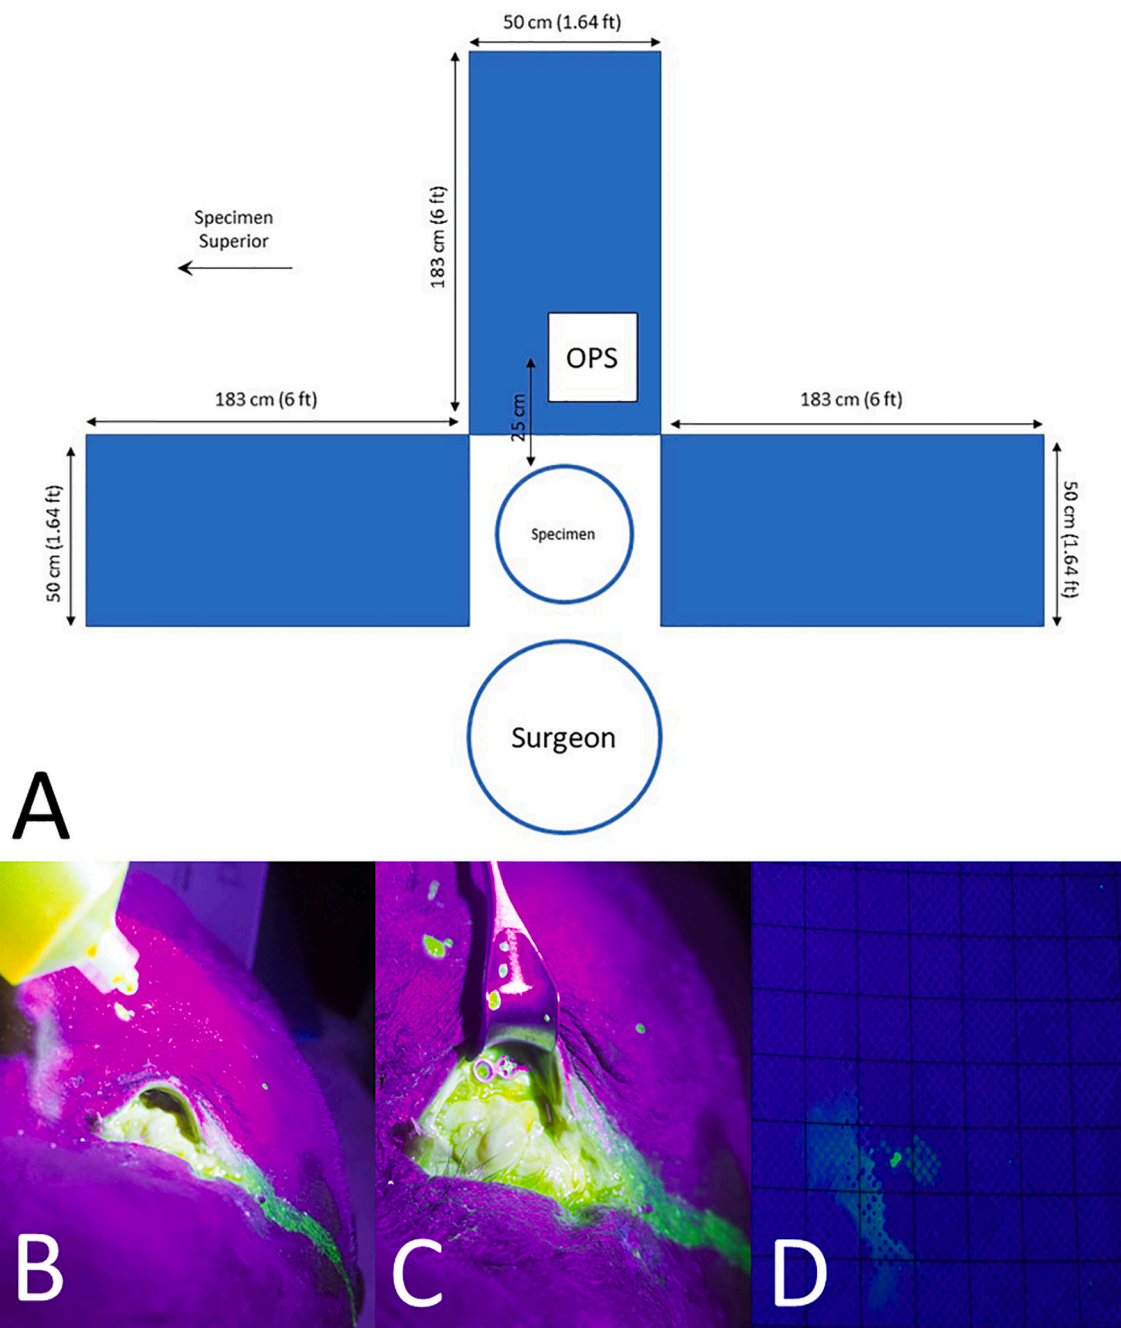 50 cm (1.64 ft)
183 cm (6 ft)
Specimen
Superior
OPS
25 cm
183 cm (6 ft)
183 cm (6 ft)
50 cm (1.64 ft)
50 cm (1.64 ft)
Specimen
Surgeon
A
B
C
D